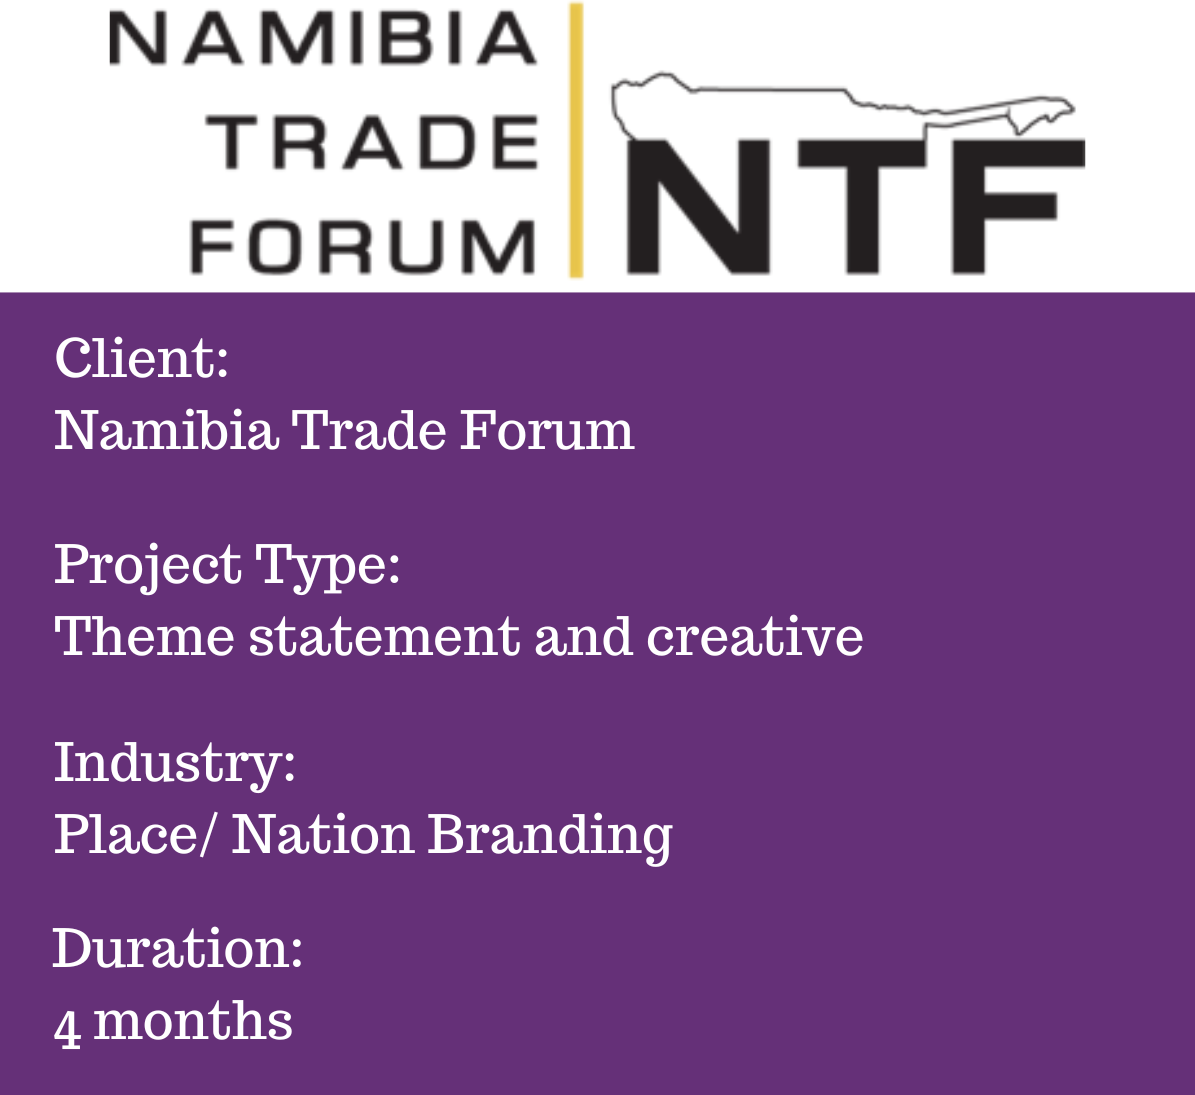 NAMIBIA
TRADE
FORUM
NTF
Client:
Namibia Trade Forum
Project Type:
Theme statement and creative
Industry:
Place/ Nation Branding
Duration:
4 months